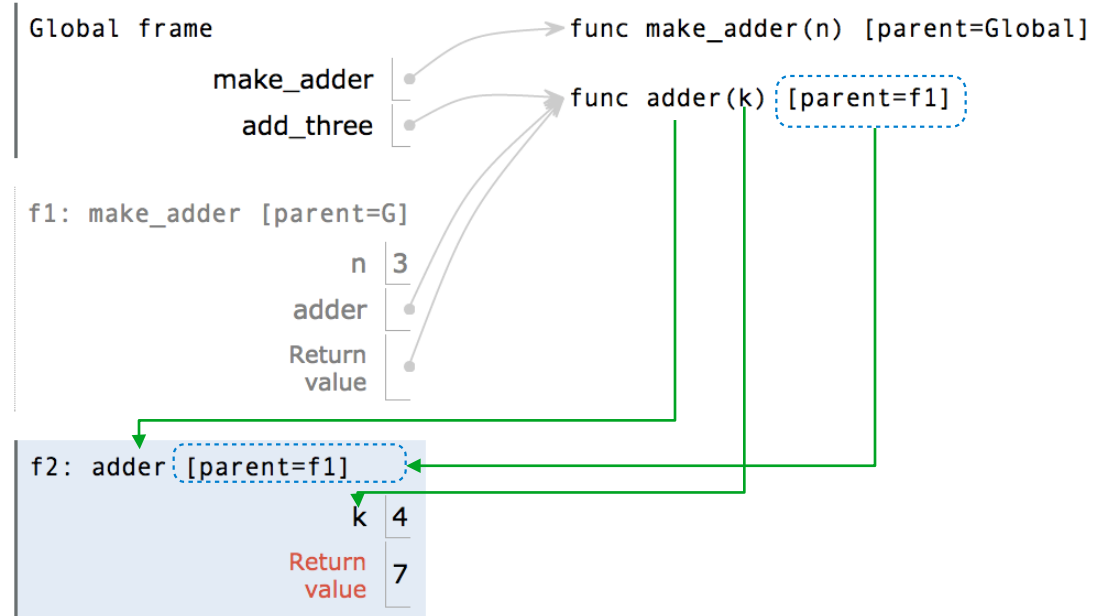 Global frame
func make_adder(n) [parent=Global]
make_adder
func adder(k) [parent=f1]
add_three
f1: make_adder [parent=G]
n 3
adder
Return
value
f2: adder [parent=f1]
k 4
Return
value 7